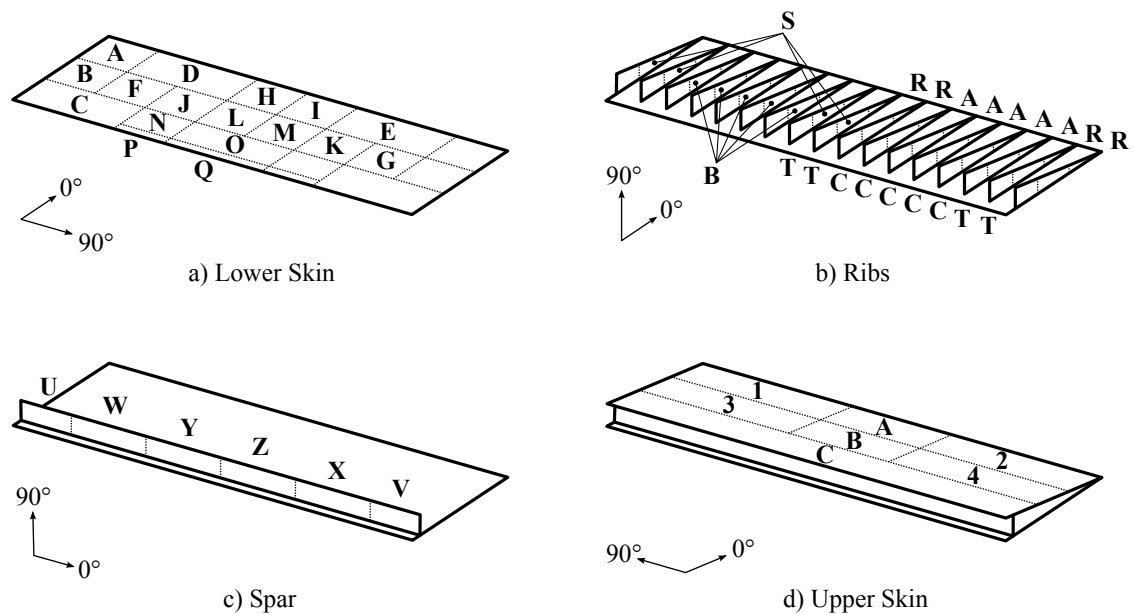 A
B D
F H
C J I
N L E
P O M K
Q G
0°
90°
a) Lower Skin
S
R R A A A A A R R
B
T T C C C C C T T
90°
0°
b) Ribs
U
W
Y
Z
X
V
90°
0°
c) Spar
1
3
A
B
C
2
4
90° 0°
d) Upper Skin